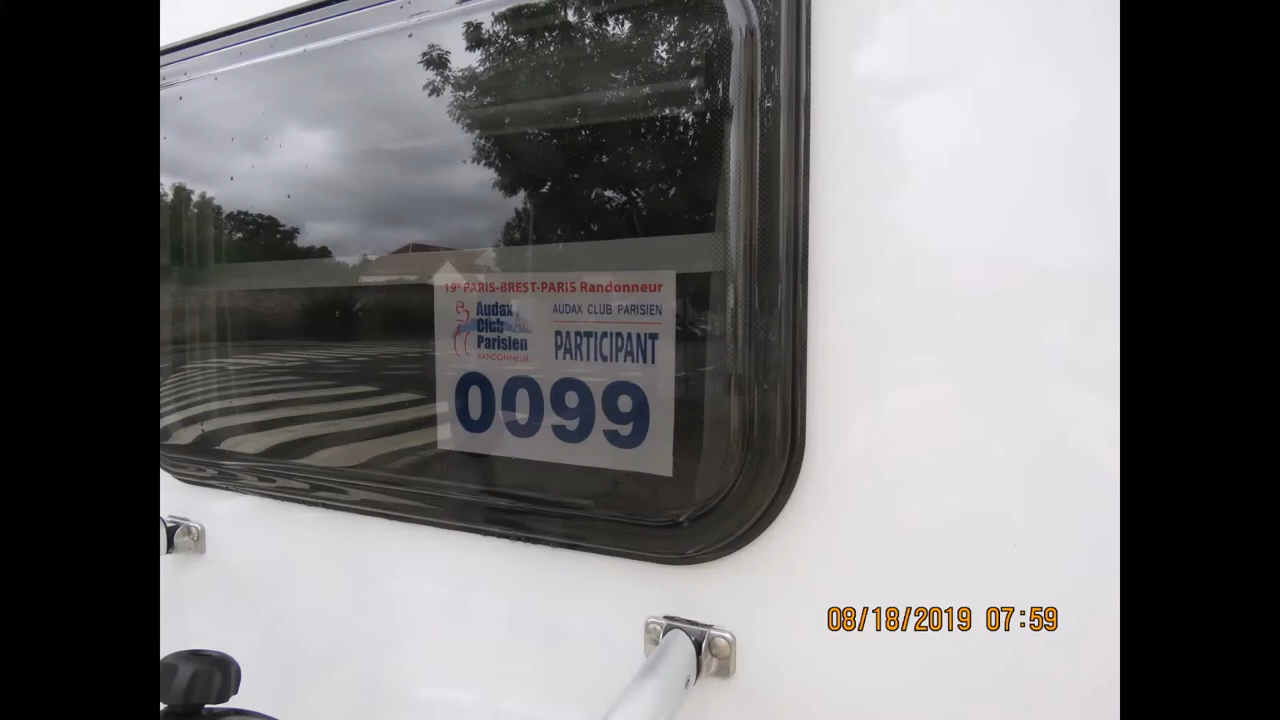 19e PARIS-BREST-PARIS Randonneur
Audax
Club
Parisien
RANDONNEUR
AUDAX CLUB PARISIEN
PARTICIPANT
0099
08/18/2019 07:59